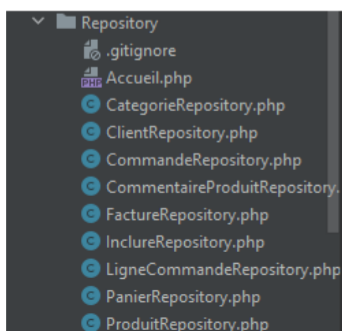 Repository
.gitignore
Accueil.php
CategorieRepository.php
ClientRepository.php
CommandeRepository.php
CommentaireProduitRepository.
FactureRepository.php
InclureRepository.php
LigneCommandeRepository.php
PanierRepository.php
ProduitRepository.php